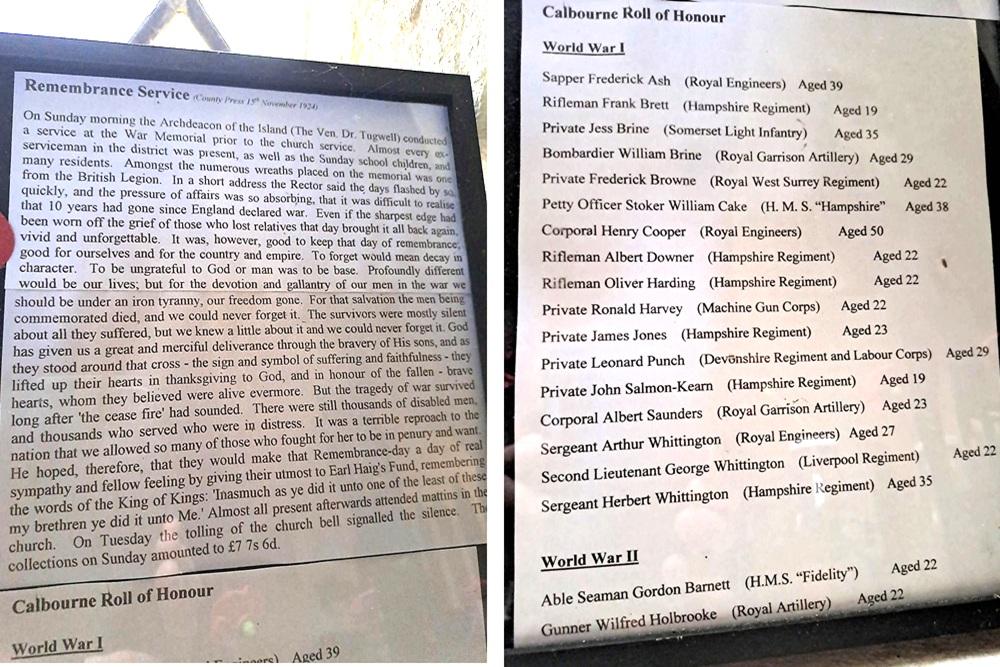 Remembrance Service (County Press 15th November 1924)
On Sunday morning the Archdeacon of the Island (The Ven. Dr. Tugwell) conducted
a service at the War Memorial prior to the church service. Almost every ex-
serviceman in the district was present, as well as the Sunday school children, and
many residents. Amongst the numerous wreaths placed on the memorial was one
from the British Legion. In a short address the Rector said the days flashed by so
quickly, and the pressure of affairs was so absorbing, that it was difficult to realise
that 10 years had gone since England declared war. Even if the sharpest edge had
been worn off the grief of those who lost relatives that day brought it all back again,
vivid and unforgettable. It was, however, good to keep that day of remembrance;
good for ourselves and for the country and empire. To forget would mean decay in
character. To be ungrateful to God or man was to be base. Profoundly different
would be our lives; but for the devotion and gallantry of our men in the war we
should be under an iron tyranny, our freedom gone. For that salvation the men being
commemorated died, and we could never forget it. The survivors were mostly silent
about all they suffered, but we knew a little about it and we could never forget it. God
has given us a great and merciful deliverance through the bravery of His sons, and as
they stood around that cross - the sign and symbol of suffering and faithfulness - they
lifted up their hearts in thanksgiving to God, and in honour of the fallen - brave
hearts, whom they believed were alive evermore. But the tragedy of war survived
long after 'the cease fire' had sounded. There were still thousands of disabled men,
and thousands who served who were in distress. It was a terrible reproach to the
nation that we allowed so many of those who fought for her to be in penury and want.
He hoped, therefore, that they would make that Remembrance-day a day of real
sympathy and fellow feeling by giving their utmost to Earl Haig's Fund, remembering
the words of the King of Kings: 'Inasmuch as ye did it unto one of the least of these
my brethren ye did it unto Me.' Almost all present afterwards attended mattins in the
church. On Tuesday the tolling of the church bell signalled the silence. The
collections on Sunday amounted to £7 7s 6d.
Calbourne Roll of Honour
World War I
Engineers) Aged 39
Calbourne Roll of Honour
World War I
Sapper Frederick Ash (Royal Engineers) Aged 39
Rifleman Frank Brett (Hampshire Regiment) Aged 19
Private Jess Brine (Somerset Light Infantry) Aged 35
Bombardier William Brine (Royal Garrison Artillery) Aged 29
Private Frederick Browne (Royal West Surrey Regiment) Aged 22
Petty Officer Stoker William Cake (H. M. S. "Hampshire" Aged 38
Corporal Henry Cooper (Royal Engineers) Aged 50
Rifleman Albert Downer (Hampshire Regiment) Aged 22
Rifleman Oliver Harding (Hampshire Regiment) Aged 22
Private Ronald Harvey (Machine Gun Corps) Aged 22
Private James Jones (Hampshire Regiment) Aged 23
Private Leonard Punch (Devonshire Regiment and Labour Corps) Aged 29
Private John Salmon-Kearn (Hampshire Regiment) Aged 19
Corporal Albert Saunders (Royal Garrison Artillery) Aged 23
Sergeant Arthur Whittington (Royal Engineers) Aged 27
Second Lieutenant George Whittington (Liverpool Regiment) Aged 22
Sergeant Herbert Whittington (Hampshire Regiment) Aged 35
World War II
Able Seaman Gordon Barnett (H.M.S. "Fidelity") Aged 22
Gunner Wilfred Holbrooke (Royal Artillery) Aged 22